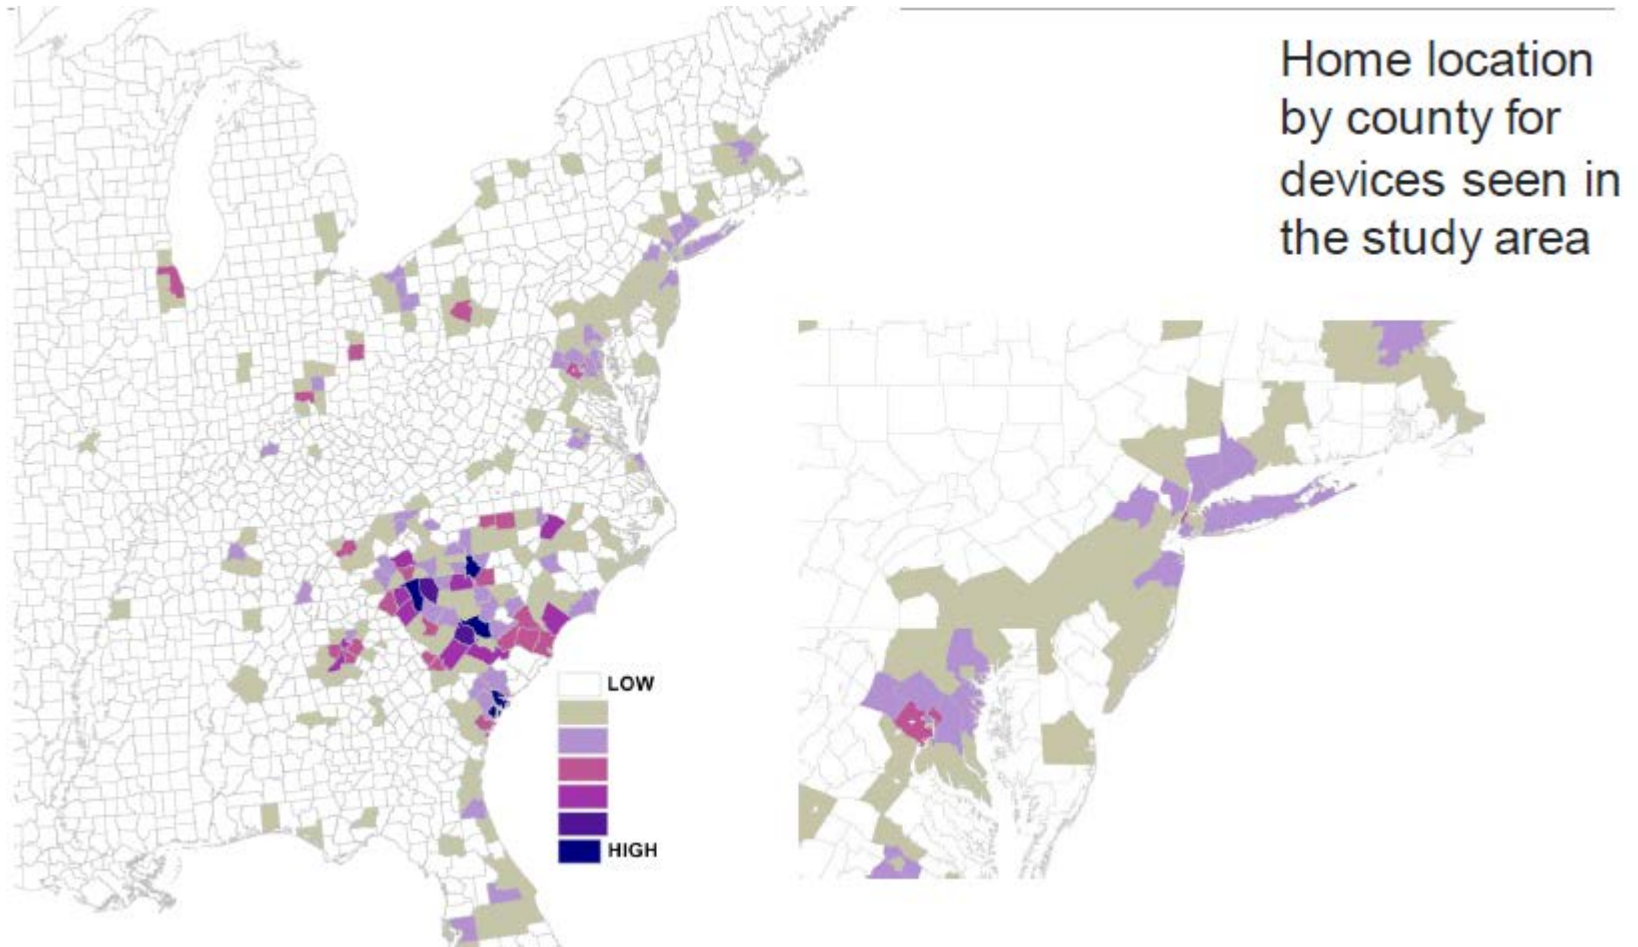 Home location
by county for
devices seen in
the study area
LOW
HIGH